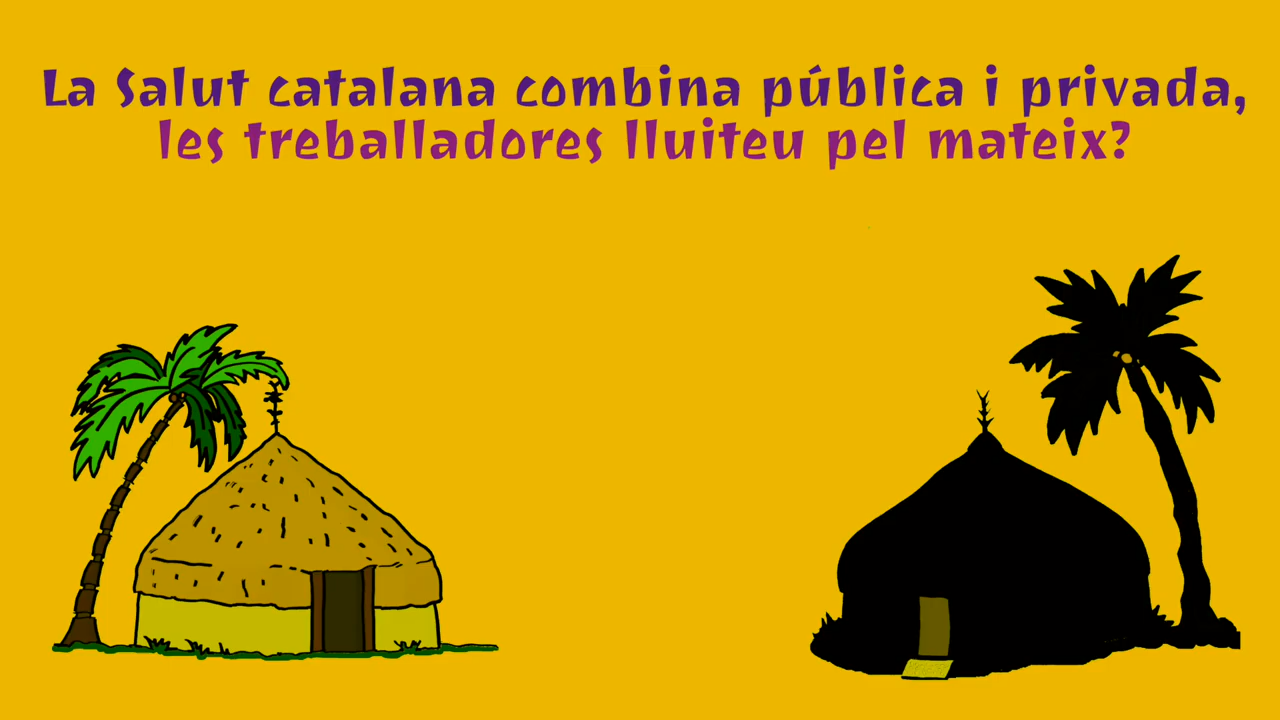 La Salut catalana combina pública i privada,
les treballadores lluiteu pel mateix?